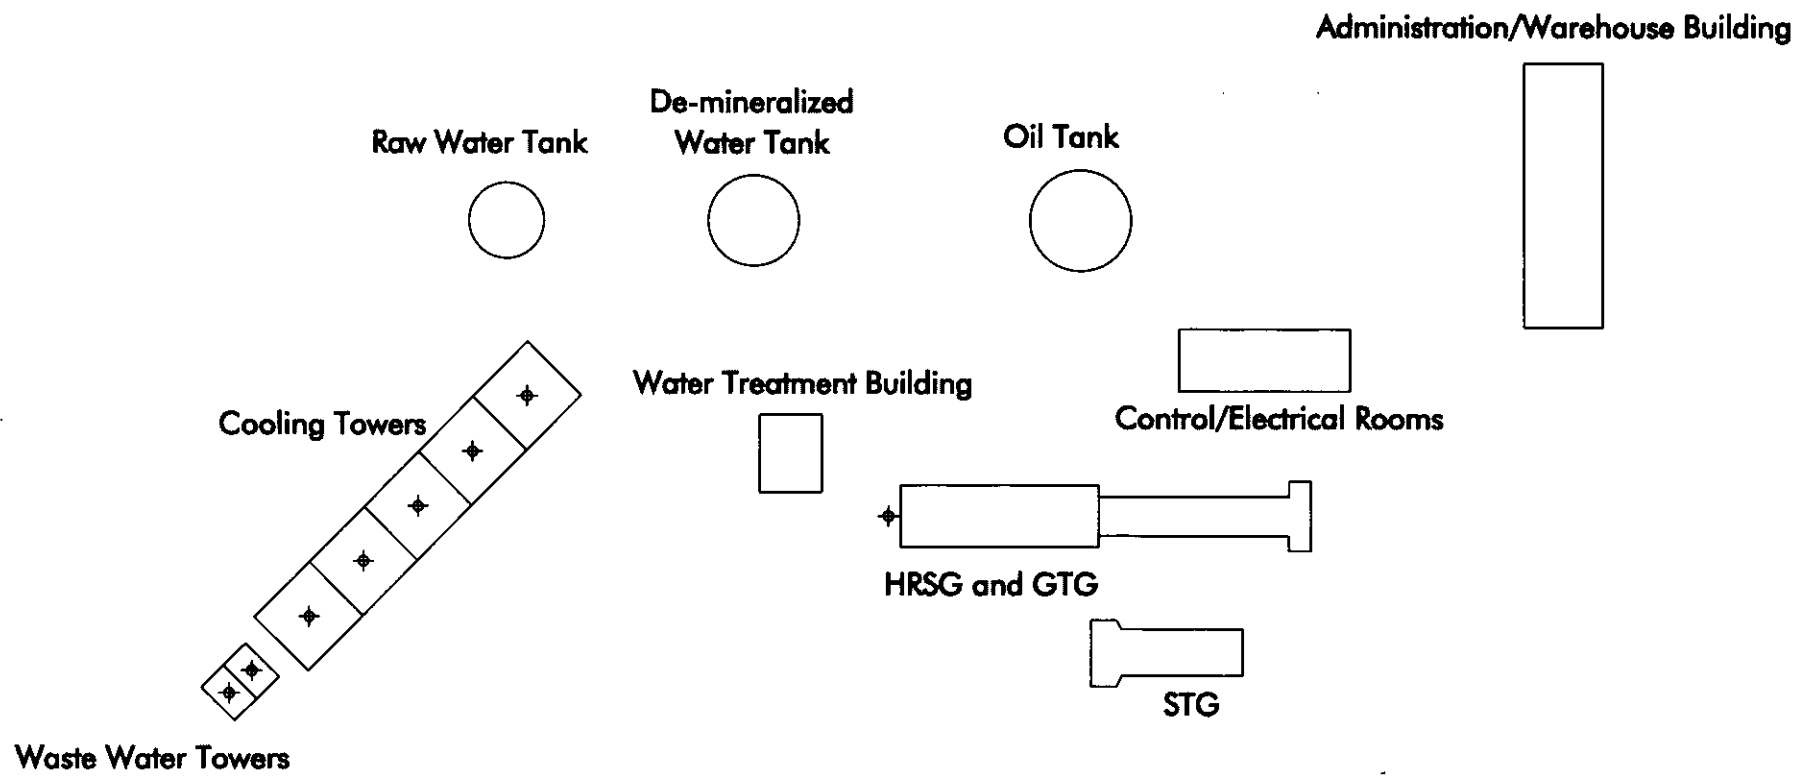 Administration/Warehouse Building
De-mineralized
Water Tank
Raw Water Tank
Oil Tank
Water Treatment Building
Cooling Towers
Control/Electrical Rooms
HRSG and GTG
STG
Waste Water Towers